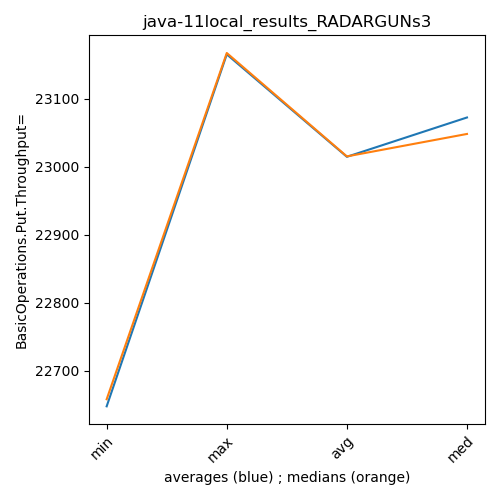 java-11local_results_RADARGUNs3
BasicOperations.Put.Throughput=
23100
23000
22900
22800
22700
min
max
avg
med
averages (blue) ; medians (orange)